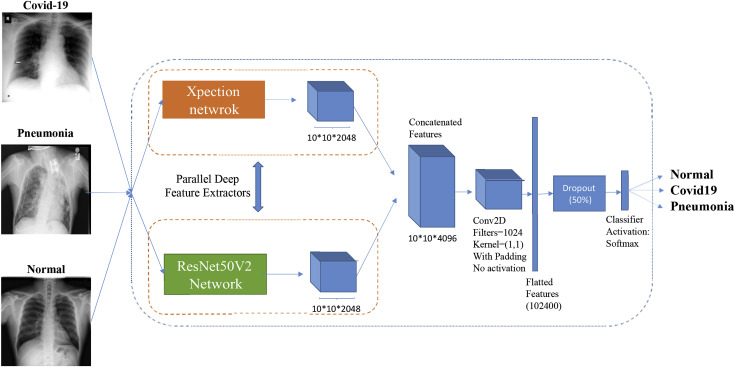 Covid-19
R
Pneumonia
Normal
Xpection
netwrok
10*10*2048
Parallel Deep
Feature Extractors
ResNet50V2
Network
10*10*2048
Concatenated
Features
10*10*4096
Conv2D
Filters=1024
Kernel=(1,1)
With Padding
No activation
Flatted
Features
(102400)
Dropout
(50%)
Classifier
Activation:
Softmax
Normal
Covid19
Pneumonia